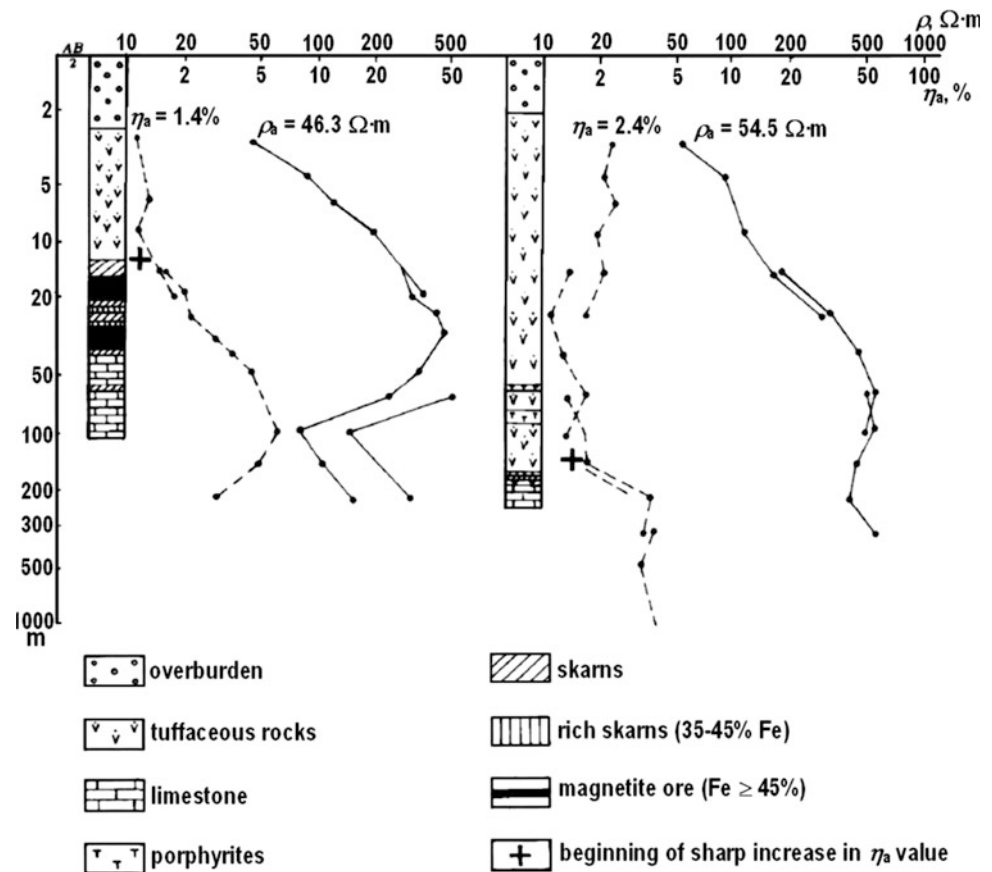 ρ, Ω·m
AB/2 10 20 50 100 200 500 10 20 50 100 200 500 1000
2 5 10 20 50 2 5 10 20 50 ηa, %
2
ηa = 1.4% ρa = 46.3 Ω·m ηa = 2.4% ρa = 54.5 Ω·m
5
10
20
50
100
200
300
500
1000
m
overburden skarns
tuffaceous rocks rich skarns (35-45% Fe)
limestone magnetite ore (Fe ≥ 45%)
porphyrites beginning of sharp increase in ηa value